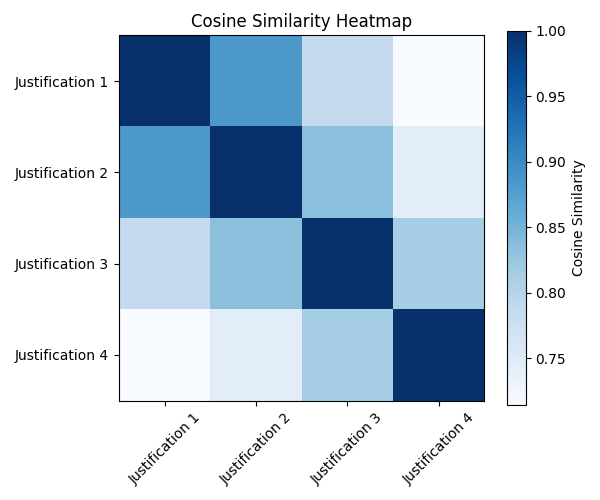 Cosine Similarity Heatmap
Justification 1
Justification 2
Justification 3
Justification 4
Justification 1
Justification 2
Justification 3
Justification 4
1.00
0.95
0.90
0.85
0.80
0.75
Cosine Similarity